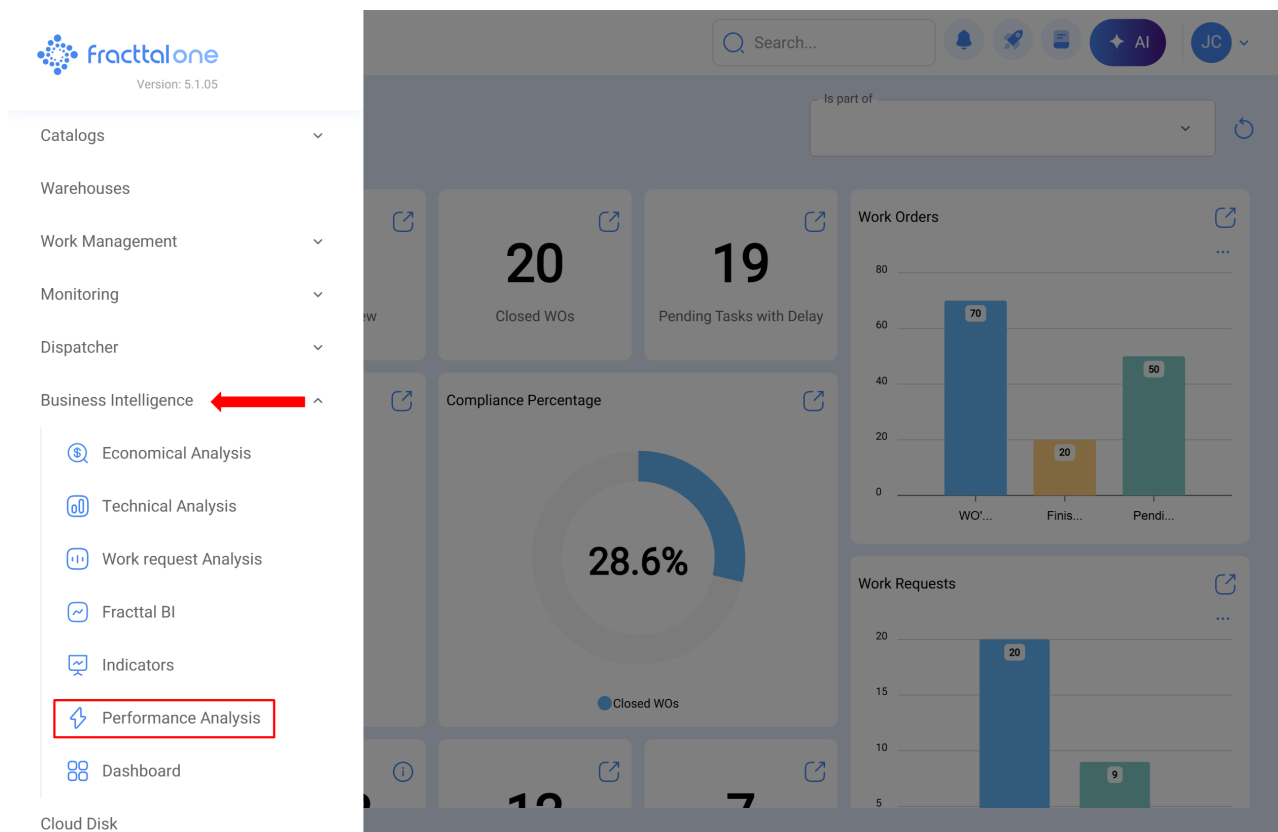 fracttal one
Version: 5.1.05
Search...
AI
JC
Catalogs
Warehouses
Work Management
Monitoring
Dispatcher
Business Intelligence
Economical Analysis
Technical Analysis
Work request Analysis
Fracttal BI
Indicators
Performance Analysis
Dashboard
Cloud Disk
Is part of
20
Closed WOs
19
Pending Tasks with Delay
Work Orders
...
80
60
40
20
0
70
20
50
WO'...
Finis...
Pendi...
Compliance Percentage
28.6%
Closed WOs
Work Requests
...
20
15
10
5
20
9